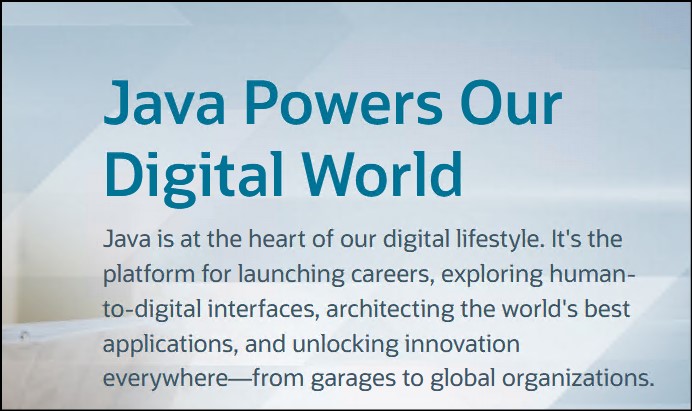 Java Powers Our
Digital World
Java is at the heart of our digital lifestyle. It's the
platform for launching careers, exploring human-
to-digital interfaces, architecting the world's best
applications, and unlocking innovation
everywhere—from garages to global organizations.